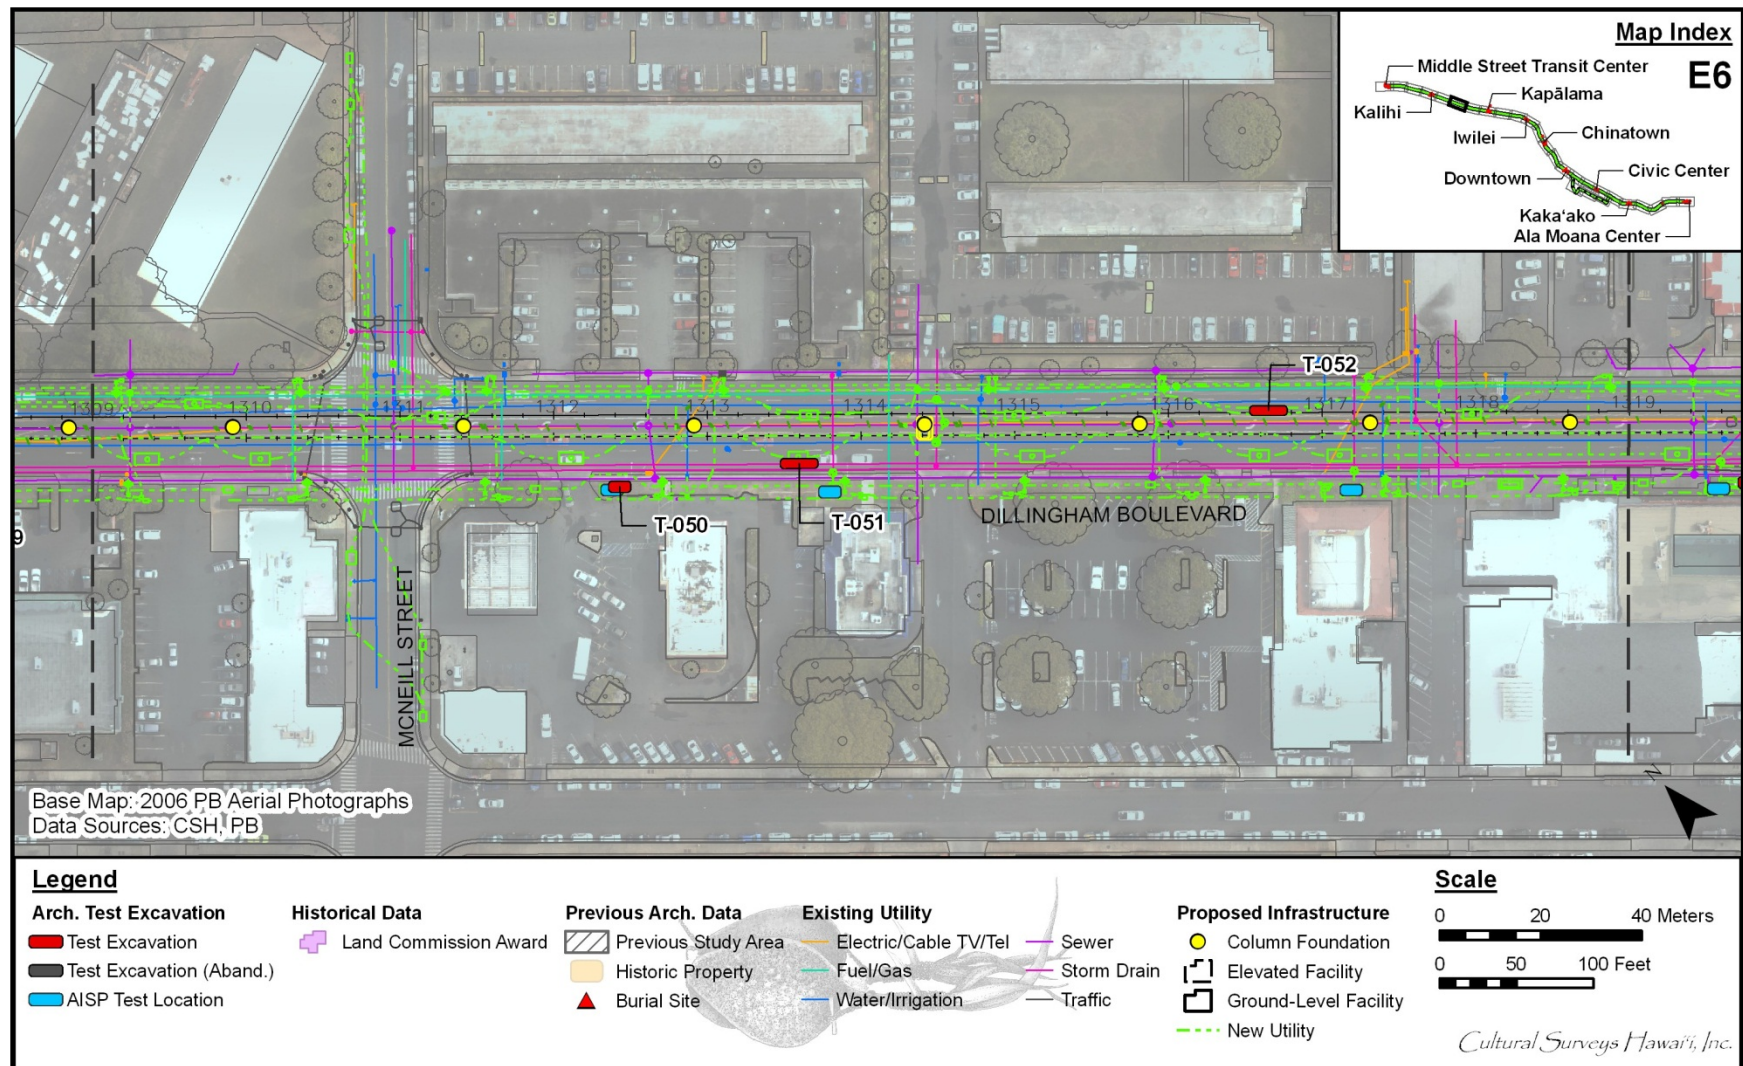 Map Index
E6
Middle Street Transit Center
Kapālama
Kalihi
Iwilei
Chinatown
Downtown
Civic Center
Kaka‘ako
Ala Moana Center
T-052
1309
1310
1311
1312
1313
1314
1315
1316
1317
1318
1319
T-050
T-051
DILLINGHAM BOULEVARD
9
MCNEILL STREET
N
Base Map: 2006 PB Aerial Photographs
Data Sources: CSH, PB
Legend
Arch. Test Excavation
Test Excavation
Test Excavation (Aband.)
AISP Test Location
Historical Data
Land Commission Award
Previous Arch. Data
Previous Study Area
Historic Property
Burial Site
Existing Utility
Electric/Cable TV/Tel
Fuel/Gas
Water/Irrigation
Sewer
Storm Drain
Traffic
Proposed Infrastructure
Column Foundation
Elevated Facility
Ground-Level Facility
New Utility
Scale
0 20 40 Meters
0 50 100 Feet
Cultural Surveys Hawai‘i, Inc.